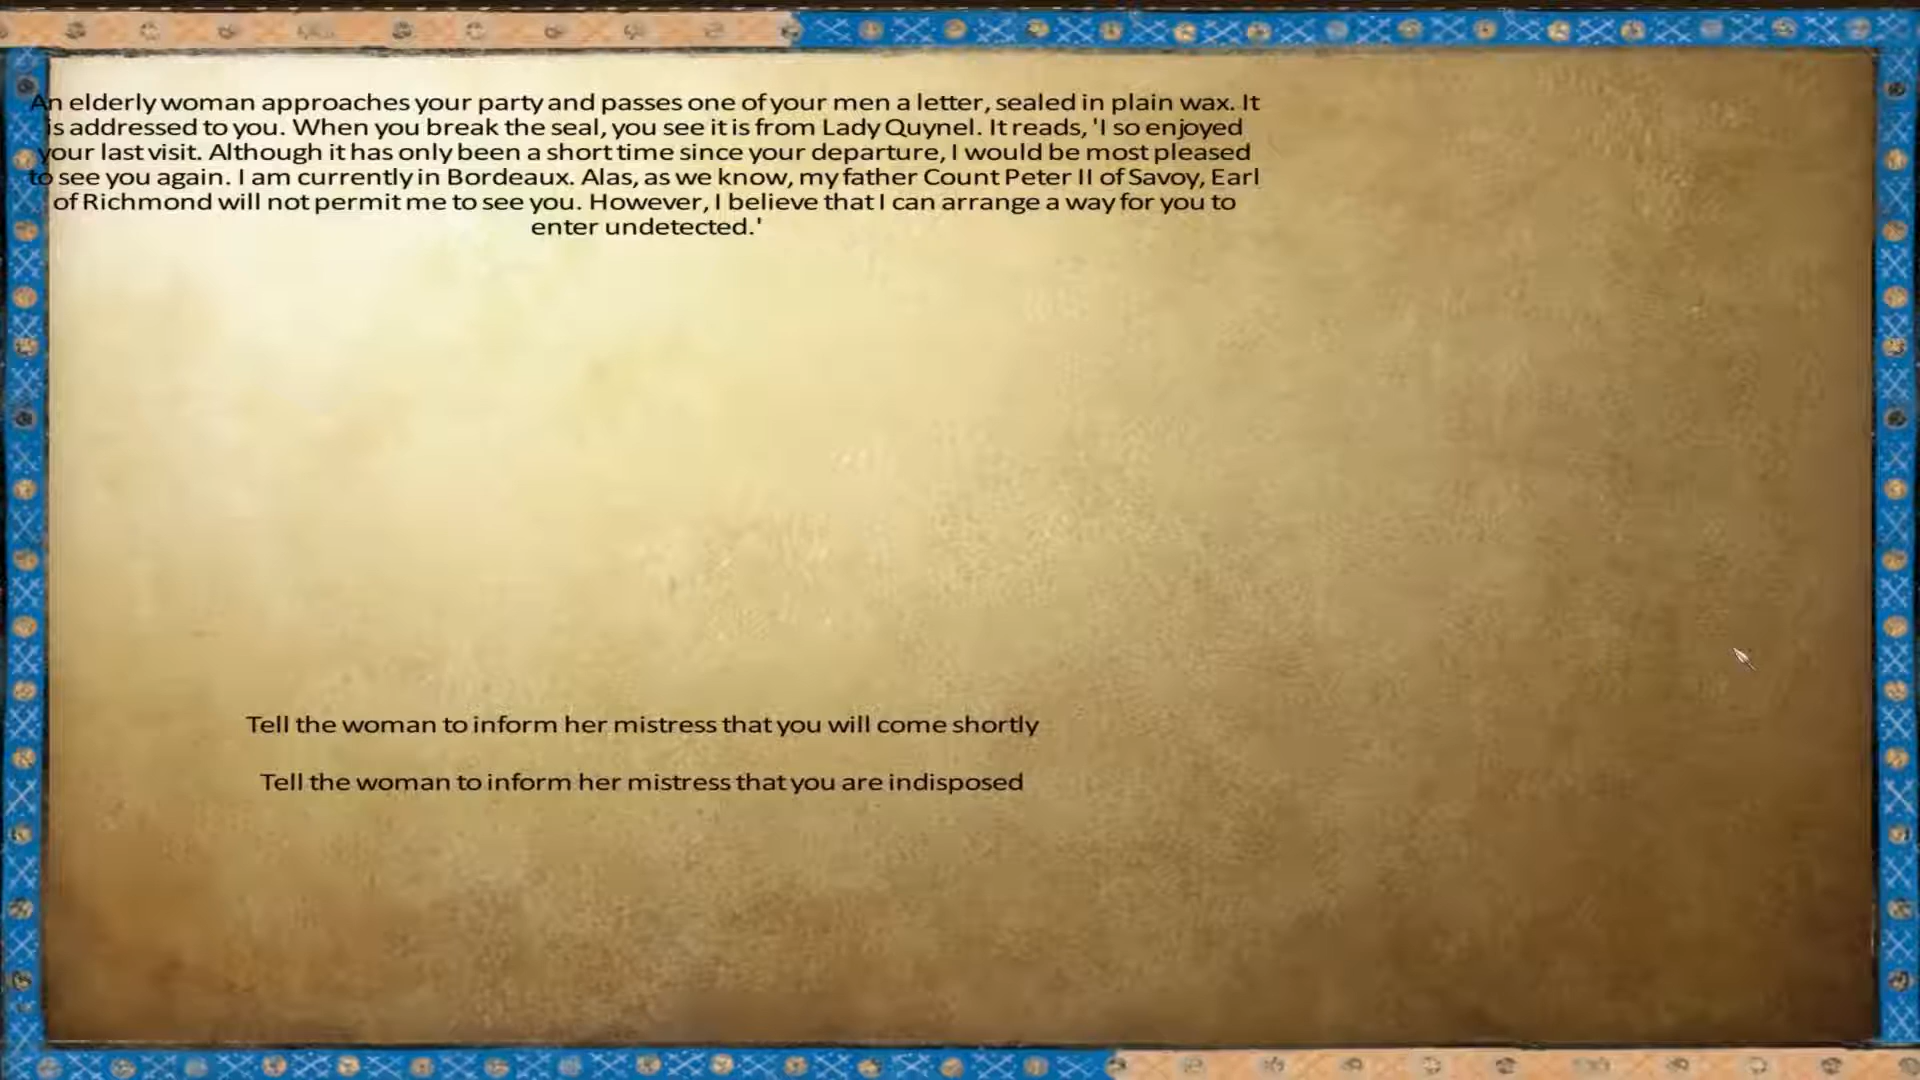 An elderly woman approaches your party and passes one of your men a letter, sealed in plain wax. It
is addressed to you. When you break the seal, you see it is from Lady Quynel. It reads, 'I so enjoyed
your last visit. Although it has only been a short time since your departure, I would be most pleased
to see you again. I am currently in Bordeaux. Alas, as we know, my father Count Peter II of Savoy, Earl
of Richmond will not permit me to see you. However, I believe that I can arrange a way for you to
enter undetected.'
Tell the woman to inform her mistress that you will come shortly
Tell the woman to inform her mistress that you are indisposed